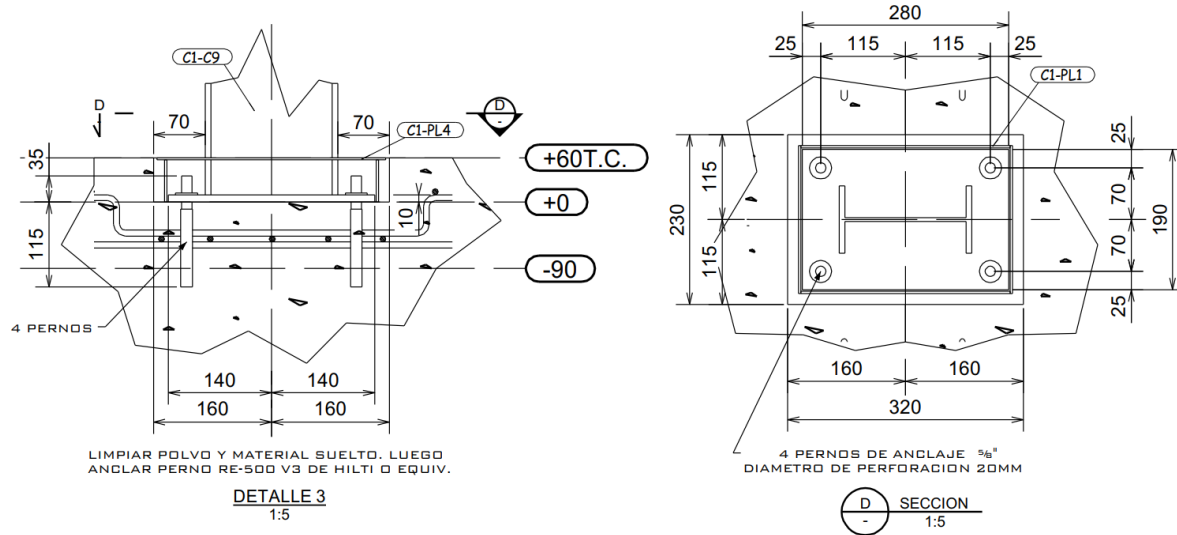 C1-C9
D
D
-
70
70
C1-PL4
35
+60T.C.
+0
10
115
-90
4 PERNOS
140
140
160
160
LIMPIAR POLVO Y MATERIAL SUELTO. LUEGO
ANCLAR PERNO RE-500 V3 DE HILTI O EQUIV.
DETALLE 3
1:5
280
25
115
115
25
C1-PL1
25
115
70
230
190
115
70
25
160
160
320
4 PERNOS DE ANCLAJE 5/8"
DIAMETRO DE PERFORACION 20MM
D
-
SECCION
1:5